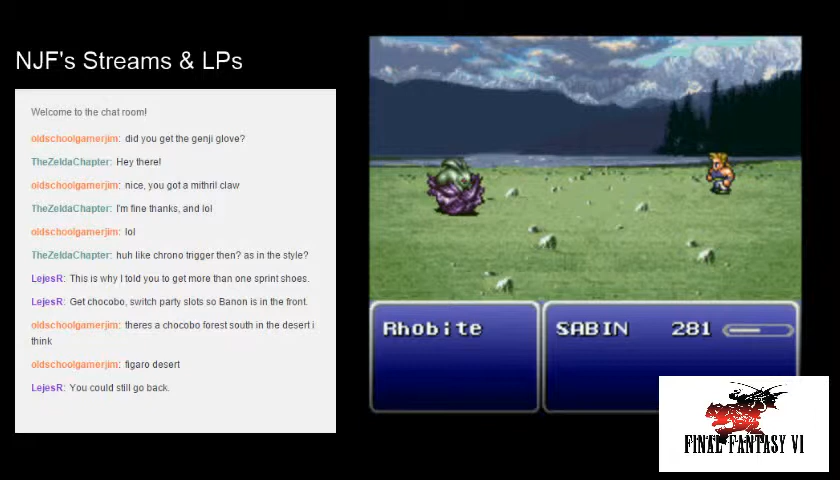 NJF's Streams & LPs
Welcome to the chat room!
oldschoolgamerjim: did you get the genji glove?
TheZeldaChapter: Hey there!
oldschoolgamerjim: nice, you got a mithril claw
TheZeldaChapter: I'm fine thanks, and lol
oldschoolgamerjim: lol
TheZeldaChapter: huh like chrono trigger then? as in the style?
LejesR: This is why I told you to get more than one sprint shoes.
LejesR: Get chocobo, switch party slots so Banon is in the front.
oldschoolgamerjim: theres a chocobo forest south in the desert i
think
oldschoolgamerjim: figaro desert
LejesR: You could still go back.
Rhobite
SABIN 281
FINAL FANTASY VI